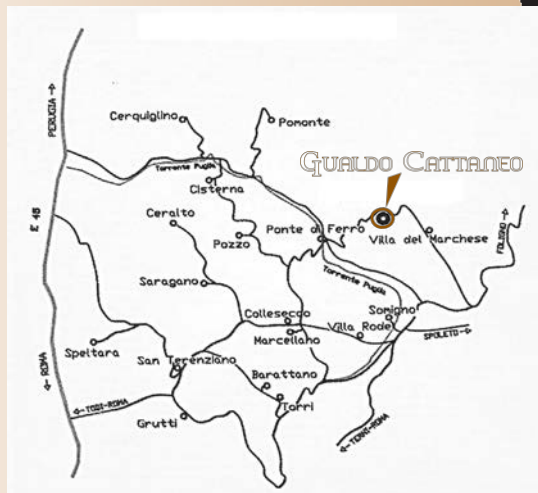 PERUGIA →
Cerquiglino
Pomonte
GUALDO CATTANEO
Torrente Puglia
Cisterna
Ceralto
Pozzo
Ponte di Ferro
Villa del Marchese
FOLIGNO →
E 45
Torrente Puglia
Saragano
Collesecco
Somigno
Marcellano
Villa Rode
SPOLETO →
Speltara
San Terenziano
← ROMA
Barattano
Torri
← TODI-ROMA
Grutti
← TERNI-ROMA